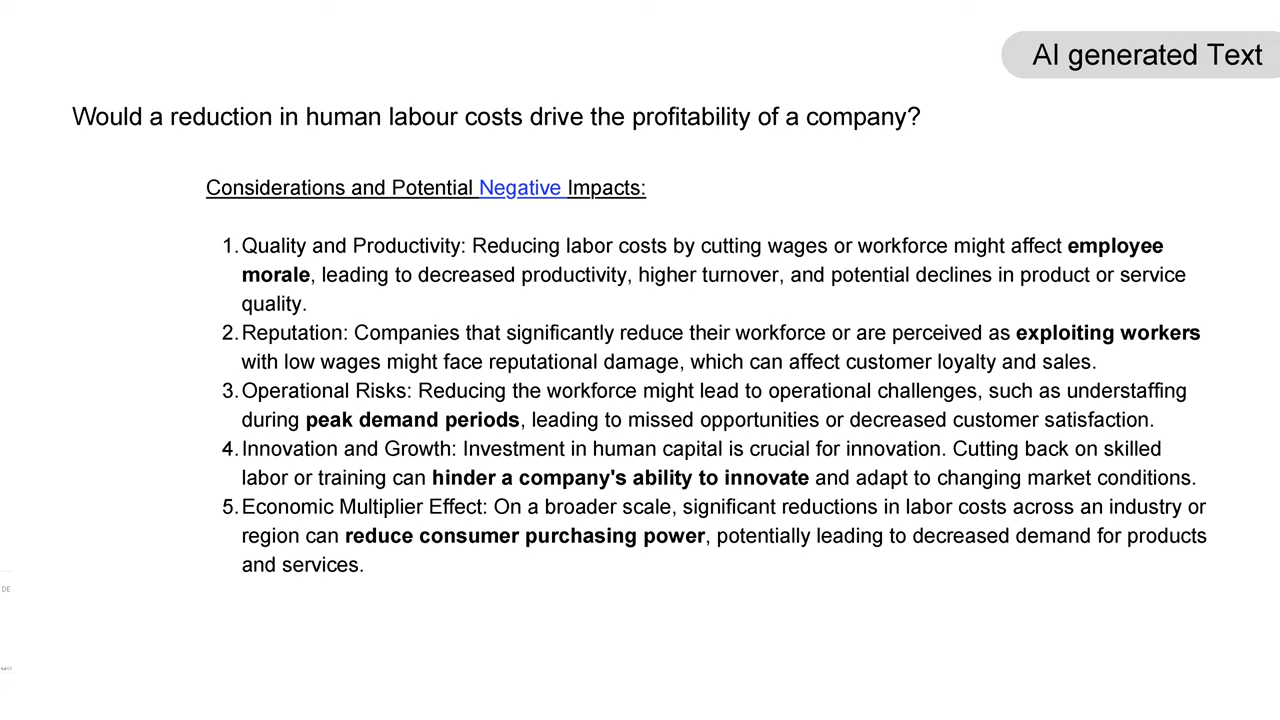 AI generated Text
Would a reduction in human labour costs drive the profitability of a company?
Considerations and Potential Negative Impacts:
1. Quality and Productivity: Reducing labor costs by cutting wages or workforce might affect employee
morale, leading to decreased productivity, higher turnover, and potential declines in product or service
quality.
2. Reputation: Companies that significantly reduce their workforce or are perceived as exploiting workers
with low wages might face reputational damage, which can affect customer loyalty and sales.
3. Operational Risks: Reducing the workforce might lead to operational challenges, such as understaffing
during peak demand periods, leading to missed opportunities or decreased customer satisfaction.
4. Innovation and Growth: Investment in human capital is crucial for innovation. Cutting back on skilled
labor or training can hinder a company's ability to innovate and adapt to changing market conditions.
5. Economic Multiplier Effect: On a broader scale, significant reductions in labor costs across an industry or
region can reduce consumer purchasing power, potentially leading to decreased demand for products
and services.
DE